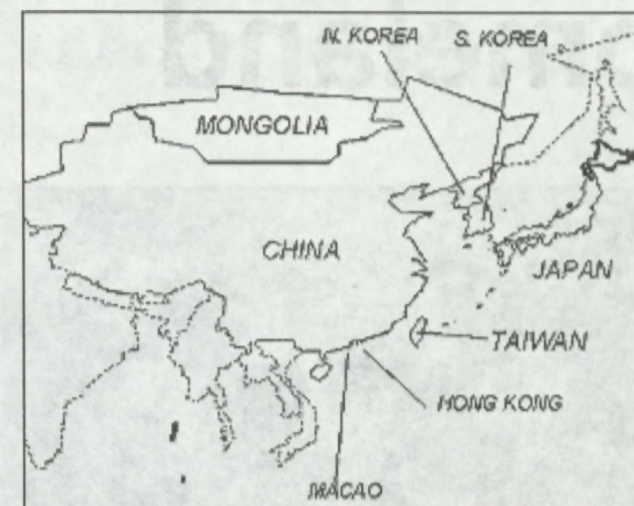 N. KOREA S. KOREA
MONGOLIA
CHINA
JAPAN
TAIWAN
HONG KONG
MACAO